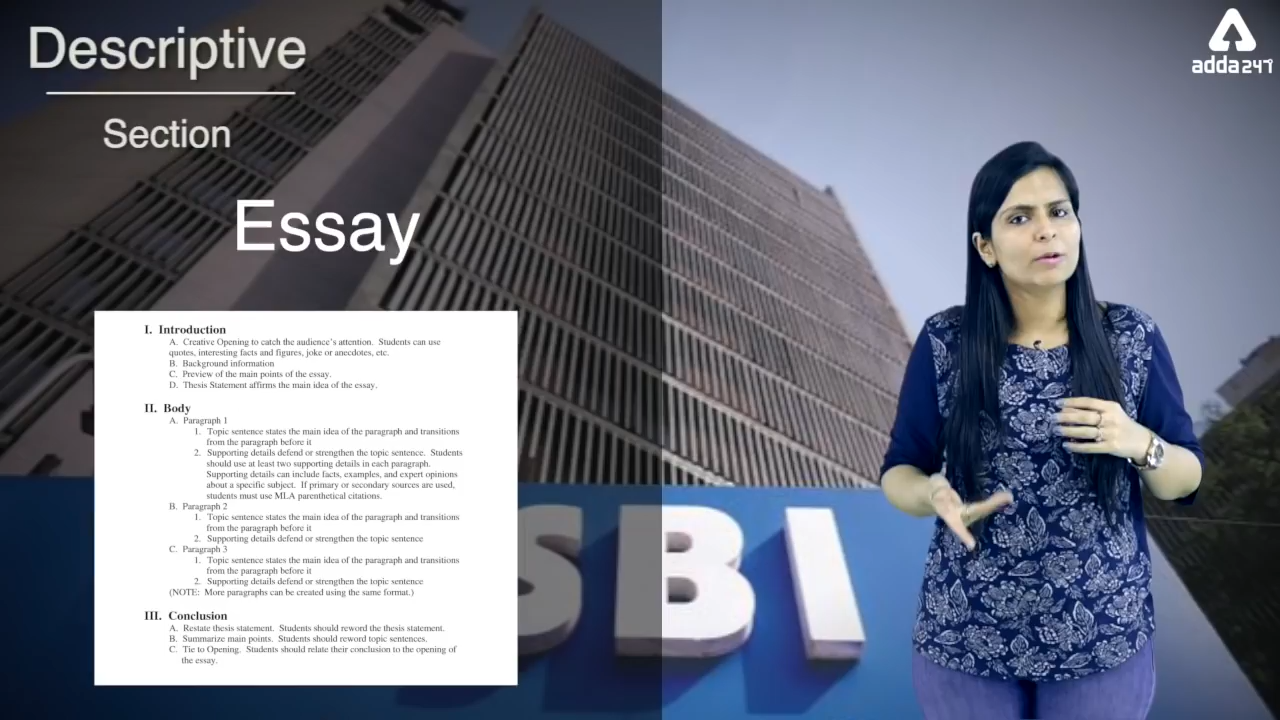 Descriptive
Section
Essay
I. Introduction
A. Creative Opening to catch the audience's attention. Students can use
quotes, interesting facts and figures, joke or anecdotes, etc.
B. Background information
C. Preview of the main points of the essay.
D. Thesis Statement affirms the main idea of the essay.
II. Body
A. Paragraph 1
1. Topic sentence states the main idea of the paragraph and transitions
from the paragraph before it
2. Supporting details defend or strengthen the topic sentence. Students
should use at least two supporting details in each paragraph.
Supporting details can include facts, examples, and expert opinions
about a specific subject. If primary or secondary sources are used,
students must use MLA parenthetical citations.
B. Paragraph 2
1. Topic sentence states the main idea of the paragraph and transitions
from the paragraph before it
2. Supporting details defend or strengthen the topic sentence
C. Paragraph 3
1. Topic sentence states the main idea of the paragraph and transitions
from the paragraph before it
2. Supporting details defend or strengthen the topic sentence
(NOTE: More paragraphs can be created using the same format.)
III. Conclusion
A. Restate thesis statement. Students should reword the thesis statement.
B. Summarize main points. Students should reword topic sentences.
C. Tie to Opening. Students should relate their conclusion to the opening of
the essay.
SBI
adda247